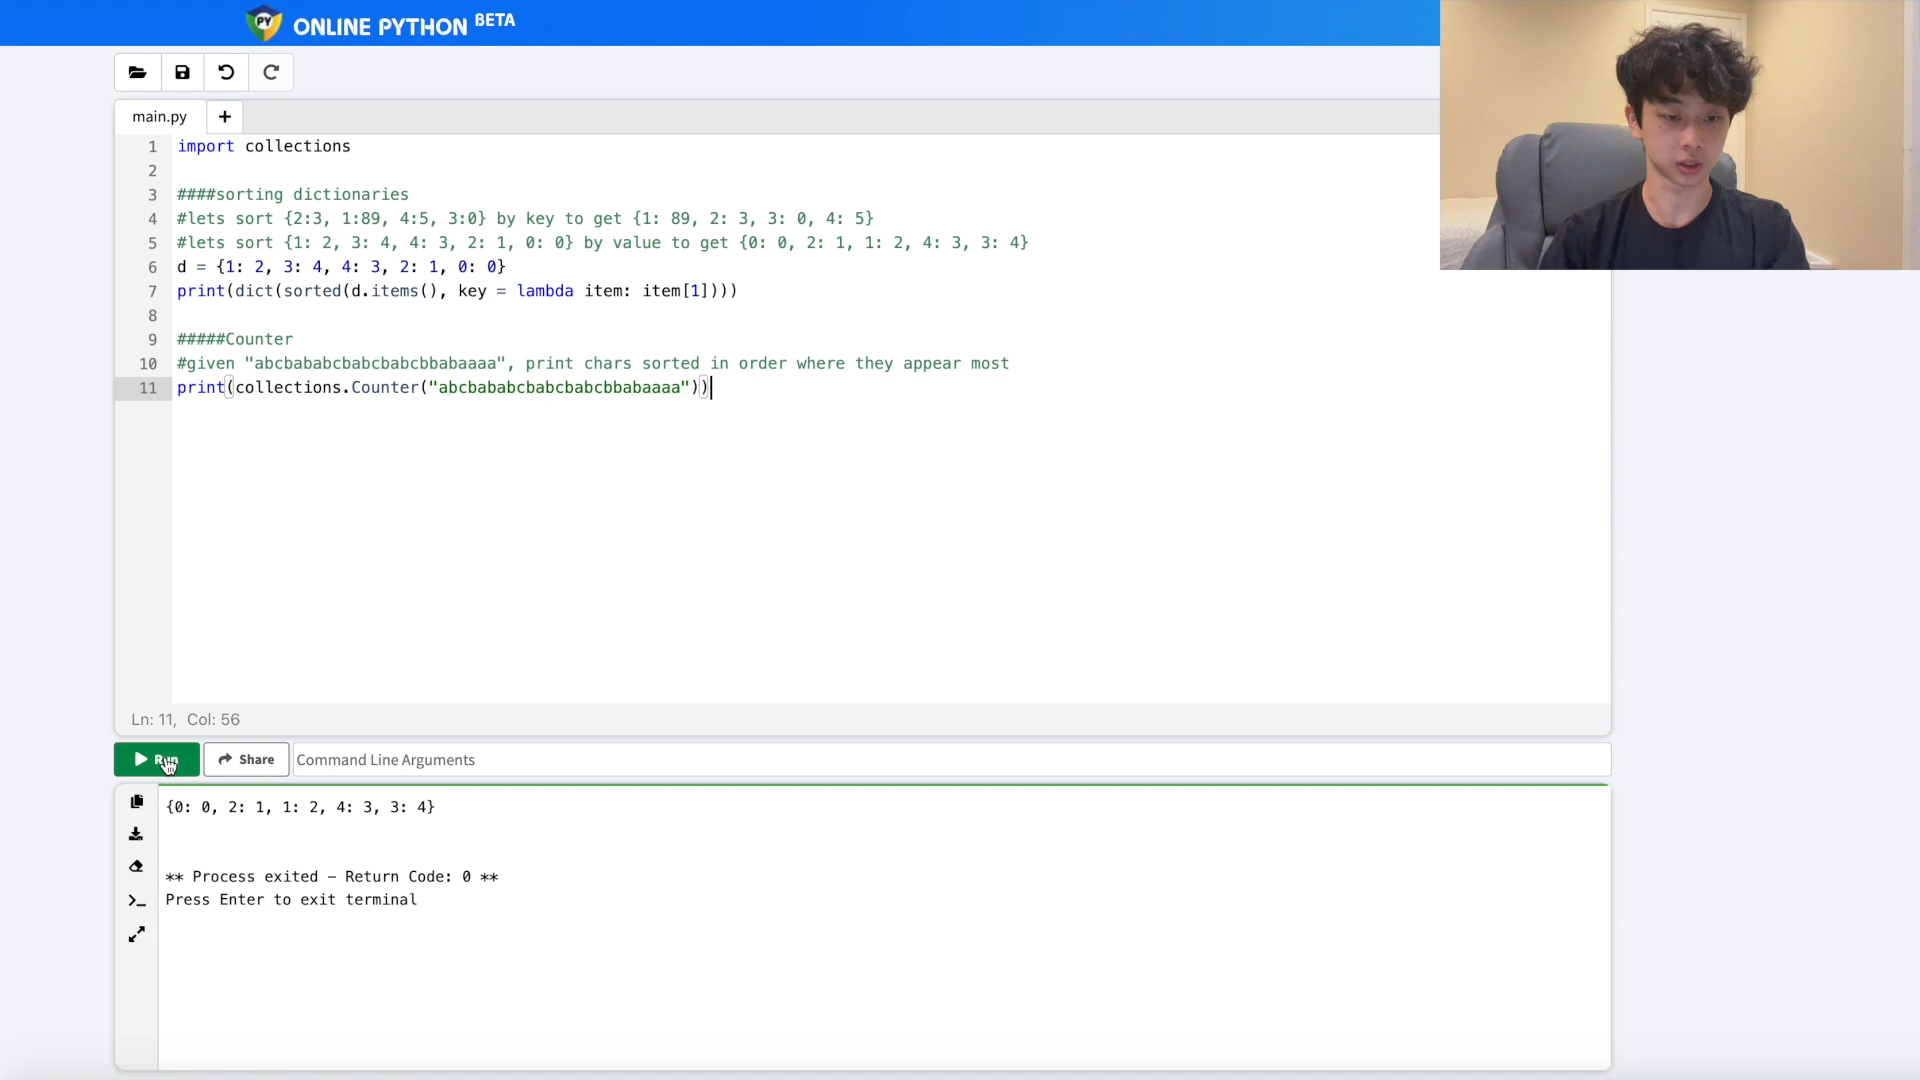 PY ONLINE PYTHON BETA
main.py +
1 import collections
2
3 ####sorting dictionaries
4 #lets sort {2:3, 1:89, 4:5, 3:0} by key to get {1: 89, 2: 3, 3: 0, 4: 5}
5 #lets sort {1: 2, 3: 4, 4: 3, 2: 1, 0: 0} by value to get {0: 0, 2: 1, 1: 2, 4: 3, 3: 4}
6 d = {1: 2, 3: 4, 4: 3, 2: 1, 0: 0}
7 print(dict(sorted(d.items(), key = lambda item: item[1])))
8
9 #####Counter
10 #given "abcbababcbabcbabcbbabaaaa", print chars sorted in order where they appear most
11 print(collections.Counter("abcbababcbabcbabcbbabaaaa"))
Ln: 11, Col: 56
Run Share Command Line Arguments
{0: 0, 2: 1, 1: 2, 4: 3, 3: 4}
** Process exited - Return Code: 0 **
Press Enter to exit terminal